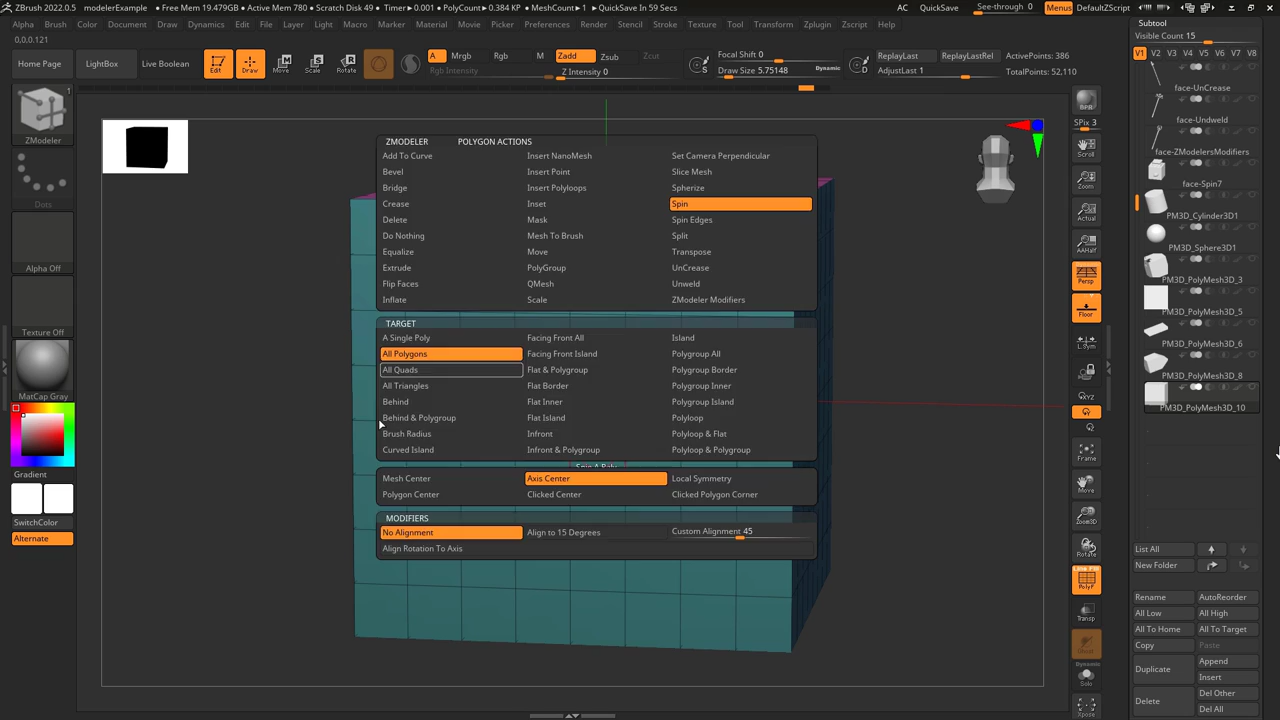 ZBrush 2022.0.5 modelerExample • Free Mem 19.479GB • Active Mem 780 • Scratch Disk 49 • Timer▸0.001 • PolyCount▸0.384 KP • MeshCount▸1 • QuickSave In 59 Secs AC QuickSave See-through 0 Menus DefaultZScript
Alpha Brush Color Document Draw Dynamics Edit File Layer Light Macro Marker Material Movie Picker Preferences Render Stencil Stroke Texture Tool Transform Zplugin Zscript Help
0,0,0.121
Home Page LightBox Live Boolean Edit Draw Move Scale Rotate
A Mrgb Rgb M Zadd Zsub Zcut
Rgb Intensity Z Intensity 0
Focal Shift 0
Draw Size 5.75148 Dynamic
S D
ReplayLast ReplayLastRel
AdjustLast 1
ActivePoints: 386
TotalPoints: 52,110
1
ZModeler
Dots
Alpha Off
Texture Off
MatCap Gray
Gradient
SwitchColor
Alternate
ZMODELER POLYGON ACTIONS
Add To Curve Insert NanoMesh Set Camera Perpendicular
Bevel Insert Point Slice Mesh
Bridge Insert Polyloops Spherize
Crease Inset Spin
Delete Mask Spin Edges
Do Nothing Mesh To Brush Split
Equalize Move Transpose
Extrude PolyGroup UnCrease
Flip Faces QMesh Unweld
Inflate Scale ZModeler Modifiers
TARGET
A Single Poly Facing Front All Island
All Polygons Facing Front Island Polygroup All
All Quads Flat & Polygroup Polygroup Border
All Triangles Flat Border Polygroup Inner
Behind Flat Inner Polygroup Island
Behind & Polygroup Flat Island Polyloop
Brush Radius Infront Polyloop & Flat
Curved Island Infront & Polygroup Polyloop & Polygroup
Spin A Poly
Mesh Center Axis Center Local Symmetry
Polygon Center Clicked Center Clicked Polygon Corner
MODIFIERS
No Alignment Align to 15 Degrees Custom Alignment 45
Align Rotation To Axis
BPR
SPix 3
Scroll
Zoom
Actual
AAHalf
Persp
Floor
L.Sym
XYZ
Frame
Move
Zoom3D
Rotate
Line Fill
PolyF
Transp
Ghost
Dynamic
Solo
Xpose
Subtool
Visible Count 15
V1 V2 V3 V4 V5 V6 V7 V8
face-UnCrease
face-Undweld
face-ZModelersModifiers
face-Spin7
PM3D_Cylinder3D1
PM3D_Sphere3D1
PM3D_PolyMesh3D_3
PM3D_PolyMesh3D_5
PM3D_PolyMesh3D_6
PM3D_PolyMesh3D_8
PM3D_PolyMesh3D_10
List All
New Folder
Rename AutoReorder
All Low All High
All To Home All To Target
Copy Paste
Duplicate Append
Insert
Delete Del Other
Del All